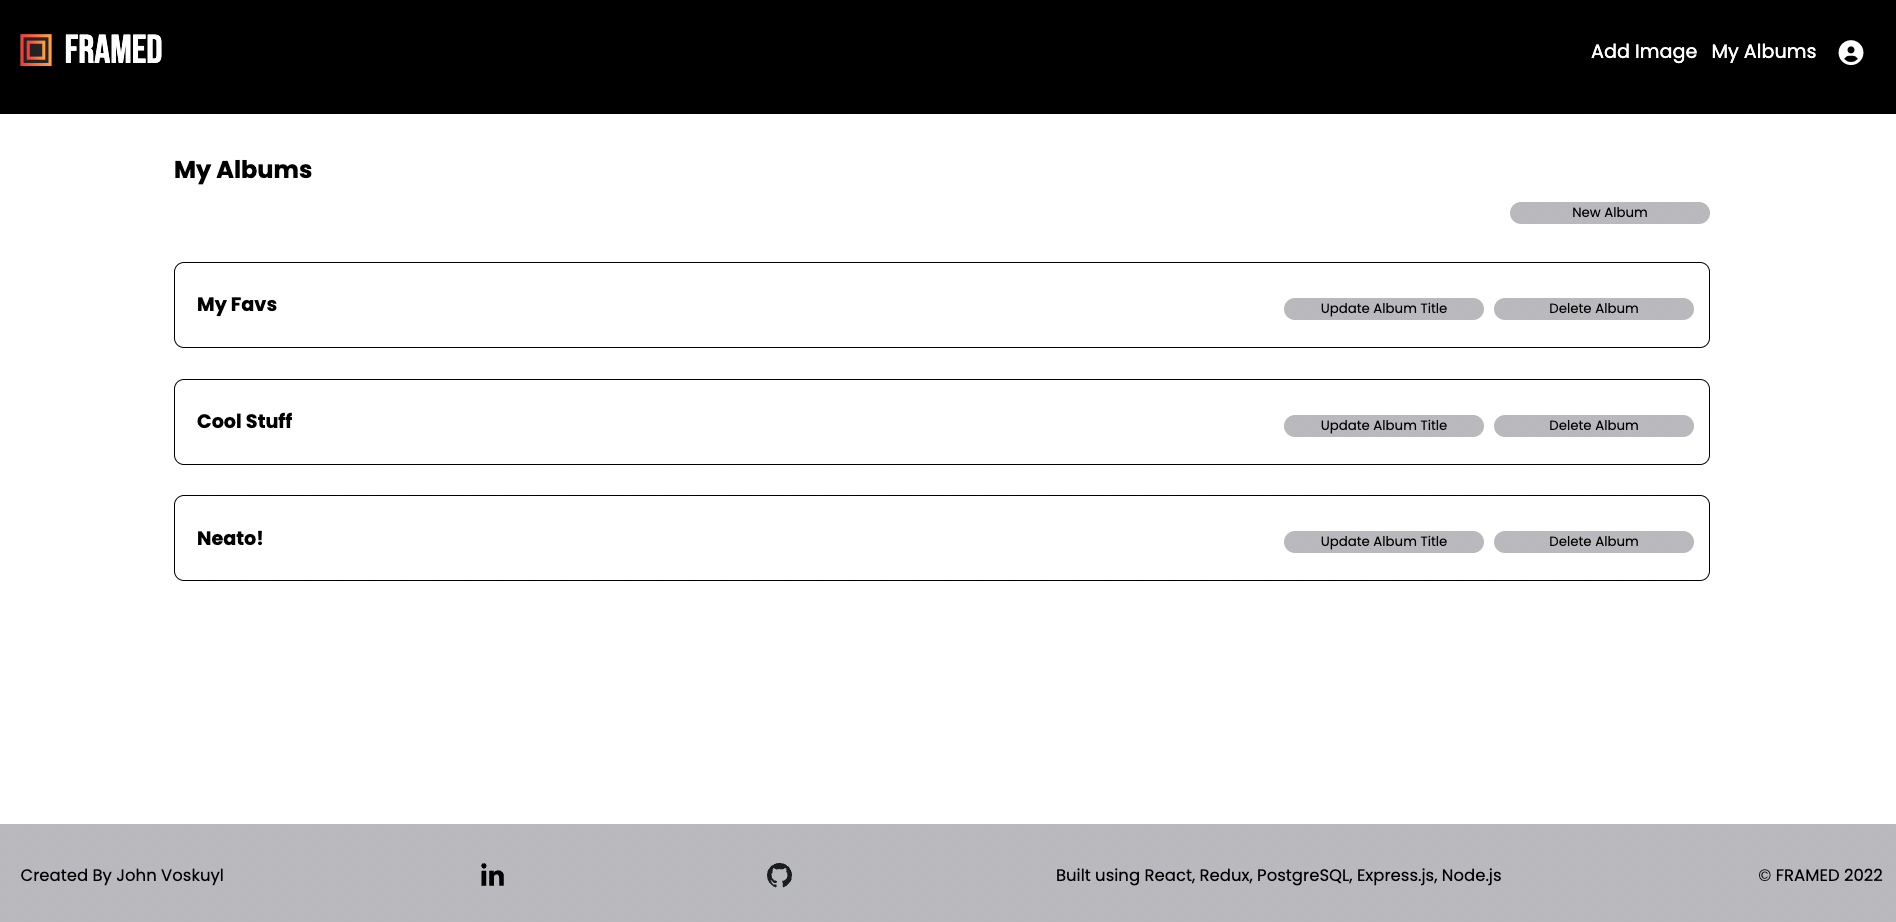 FRAMED
Add Image My Albums
My Albums
New Album
My Favs
Update Album Title Delete Album
Cool Stuff
Update Album Title Delete Album
Neato!
Update Album Title Delete Album
Created By John Voskuyl
in
Built using React, Redux, PostgreSQL, Express.js, Node.js
© FRAMED 2022